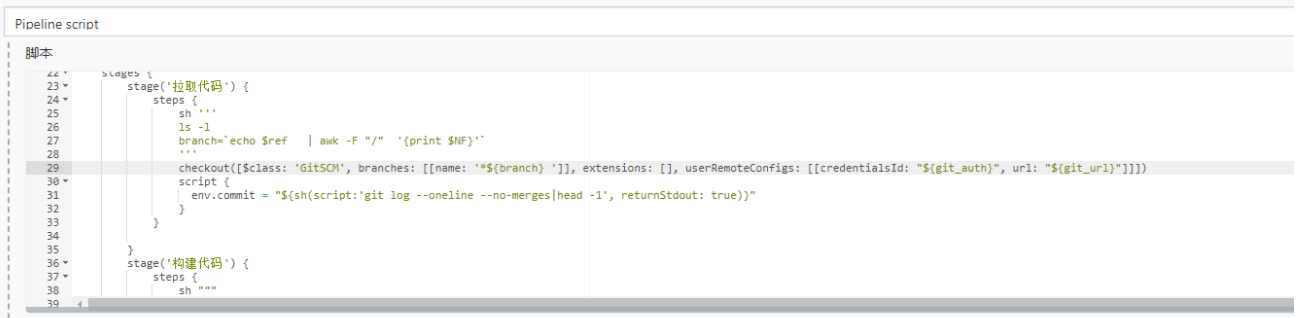 Pipeline script
脚本
22 stages {
23 stage('拉取代码') {
24 steps {
25 sh '''
26 ls -l
27 branch=`echo $ref | awk -F "/" '{print $NF}'`
28 '''
29 checkout([$class: 'GitSCM', branches: [[name: '*${branch} ']], extensions: [], userRemoteConfigs: [[credentialsId: "${git_auth}", url: "${git_url}"]]])
30 script {
31 env.commit = "${sh(script:'git log --oneline --no-merges|head -1', returnStdout: true)}"
32 }
33 }
34
35 }
36 stage('构建代码') {
37 steps {
38 sh """
39